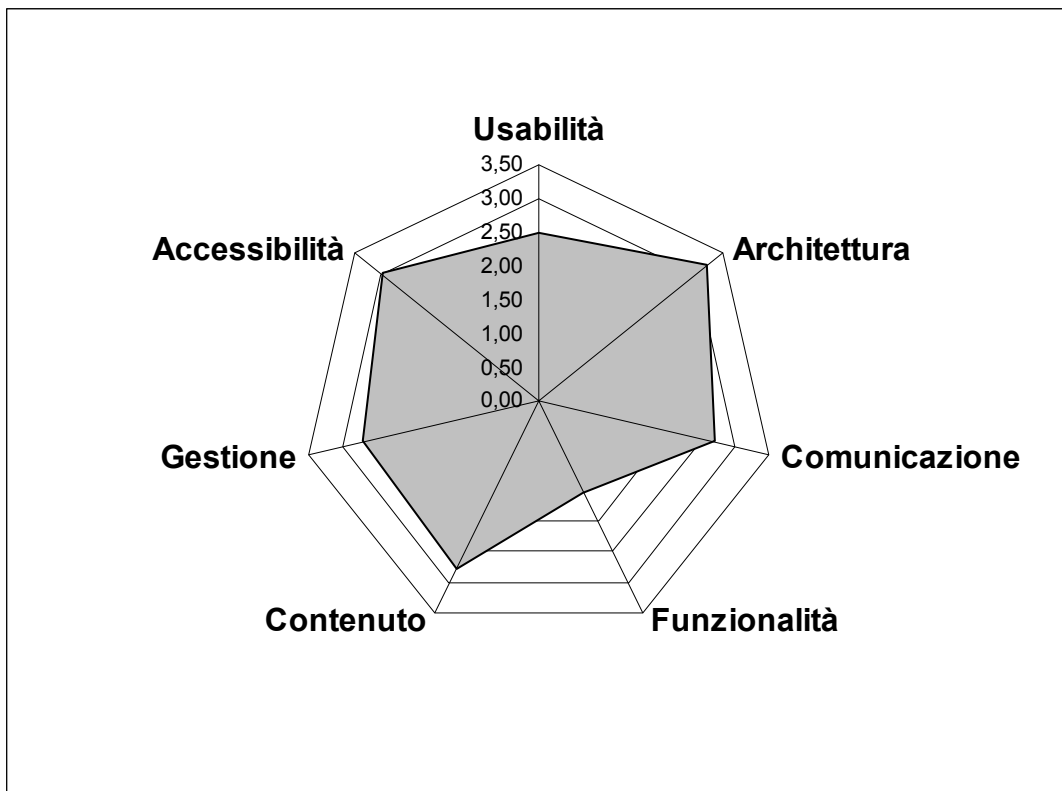 Usabilità
3,50
3,00
2,50
2,00
1,50
1,00
0,50
0,00
Accessibilità
Architettura
Gestione
Comunicazione
Contenuto
Funzionalità